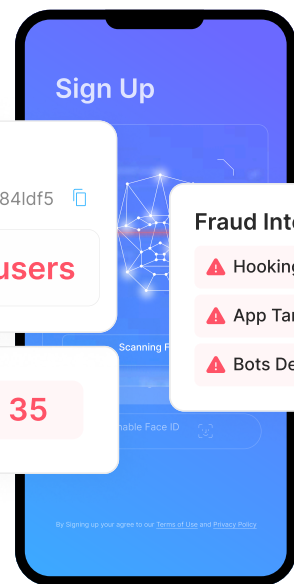 Sign Up
84ldf5
users
35
Fraud Inte
Hooking
App Tam
Bots De
Scanning F
nable Face ID
By Signing up your agree to our Terms of Use and Privacy Policy